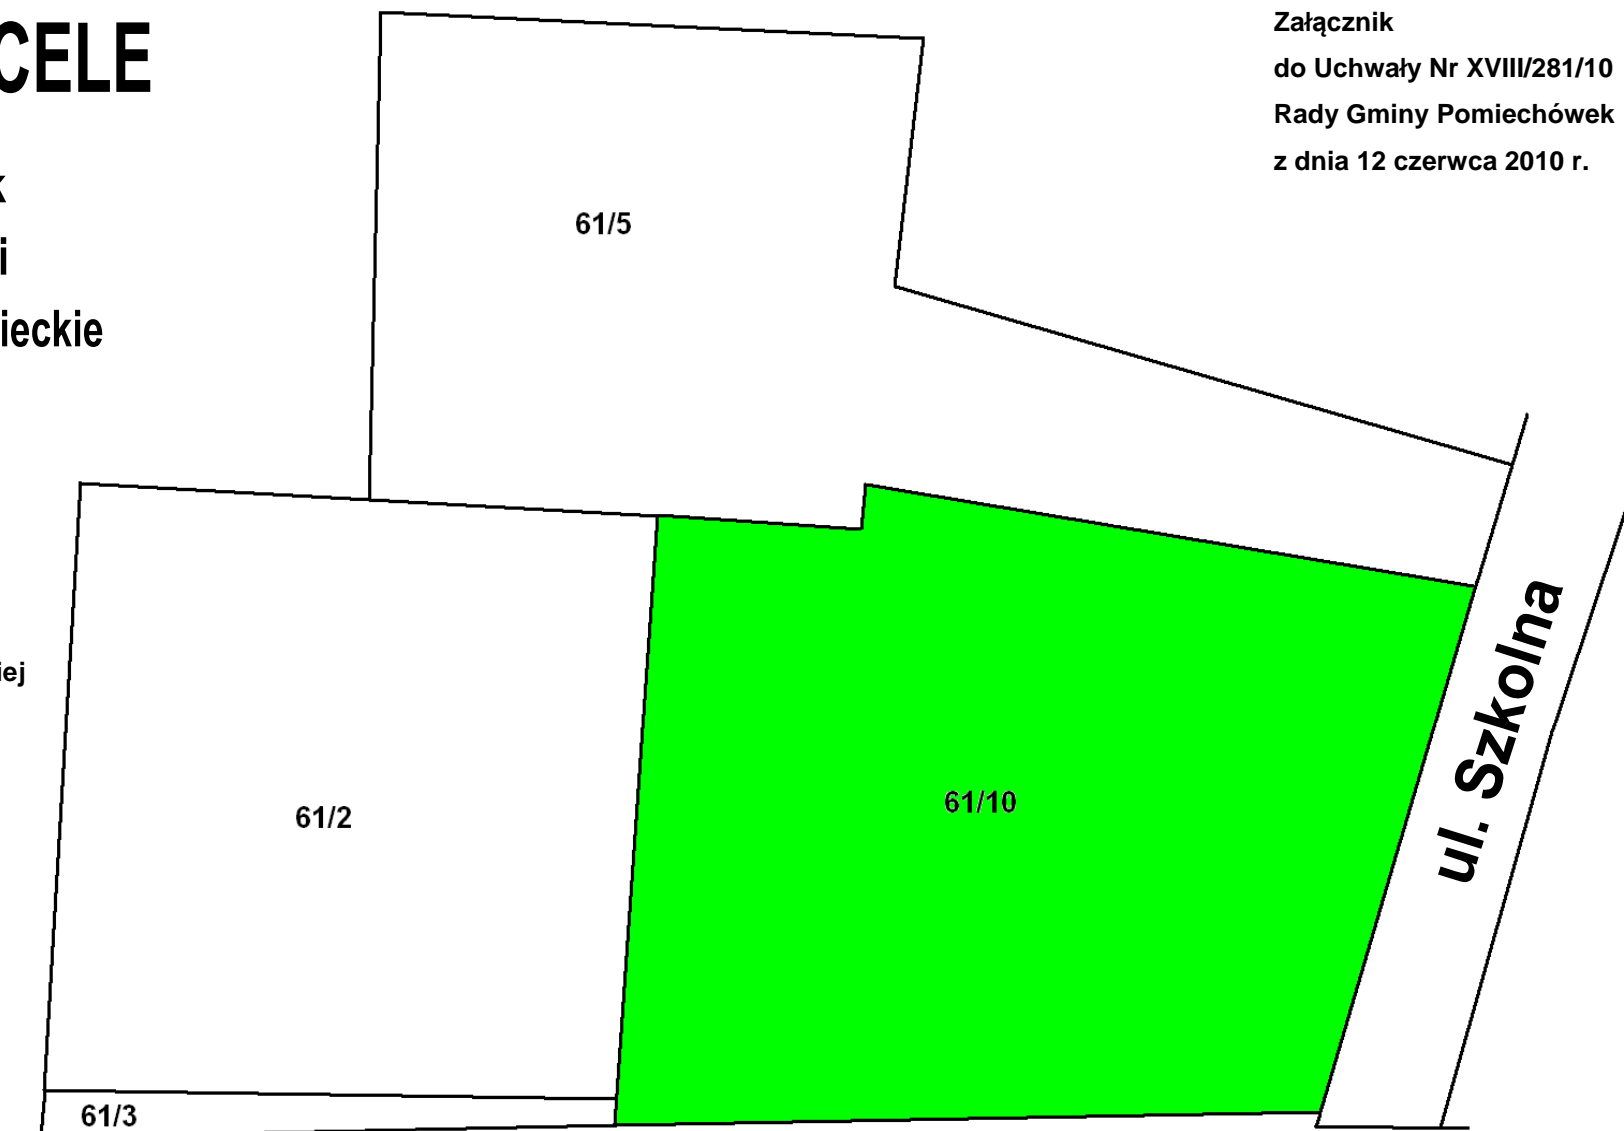 CELE
k
i
ieckie
iej
Załącznik
do Uchwały Nr XVIII/281/10
Rady Gminy Pomiechówek
z dnia 12 czerwca 2010 r.
61/5
61/2
61/10
ul. Szkolna
61/3